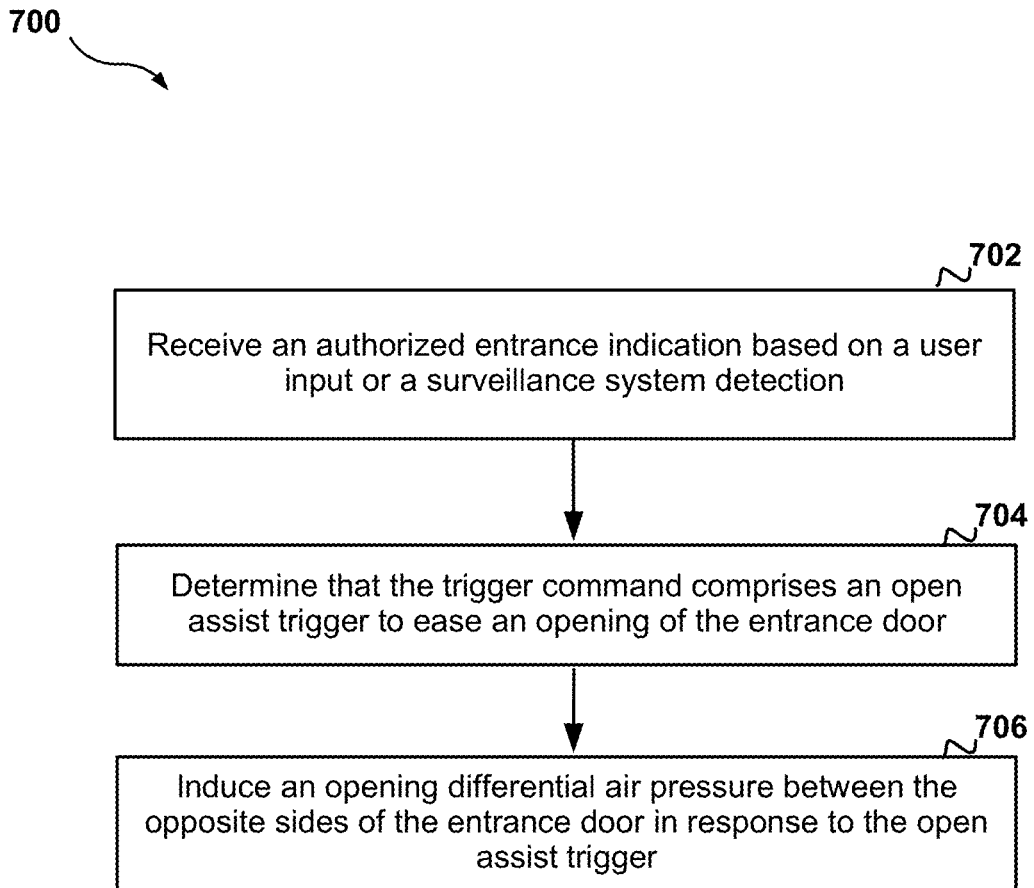 700
702
Receive an authorized entrance indication based on a user
input or a surveillance system detection
704
Determine that the trigger command comprises an open
assist trigger to ease an opening of the entrance door
706
Induce an opening differential air pressure between the
opposite sides of the entrance door in response to the open
assist trigger